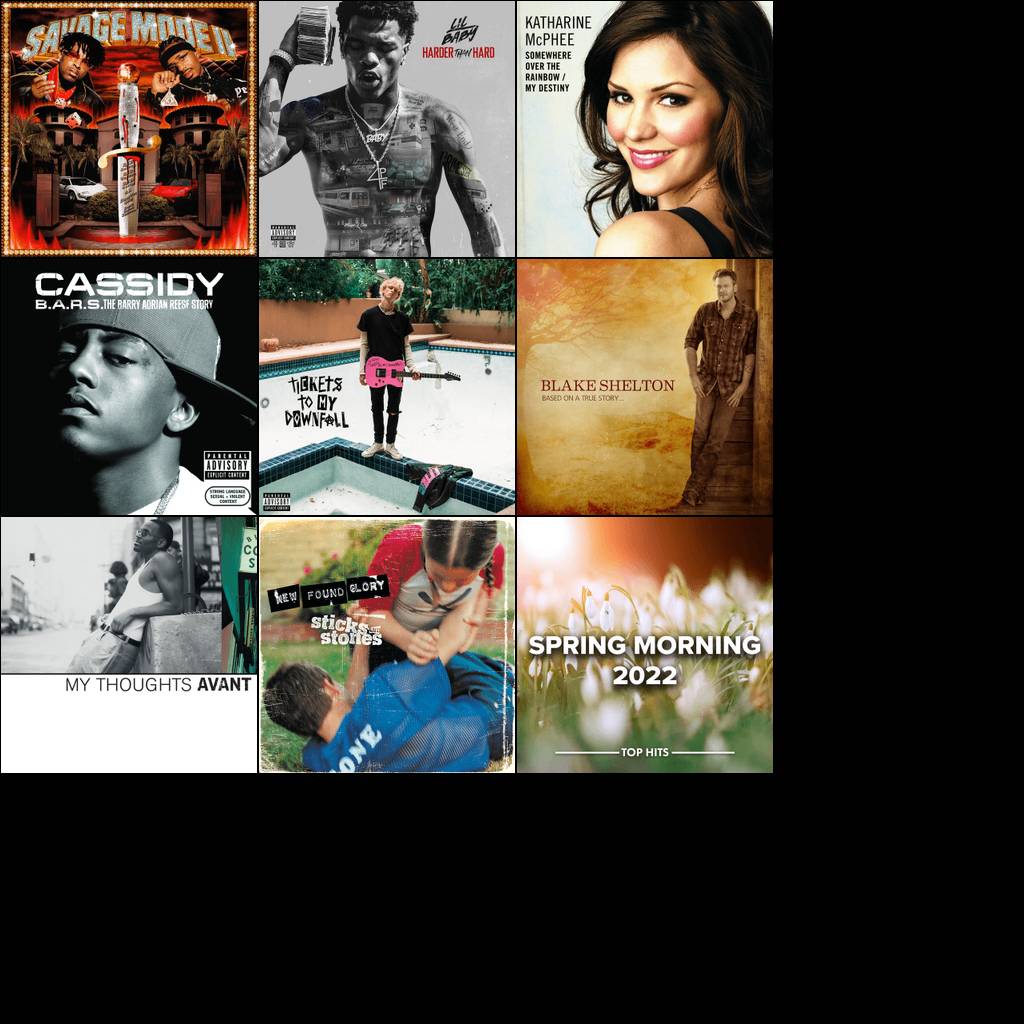 SAVAGE MODE II
LIL
BABY
HARDER THAN HARD
BABY
4PF
PARENTAL
ADVISORY
KATHARINE
McPHEE
SOMEWHERE
OVER THE
RAINBOW /
MY DESTINY
CASSIDY
B.A.R.S. THE BARRY ADRIAN REESE STORY
PARENTAL
ADVISORY
EXPLICIT CONTENT
STRONG LANGUAGE
SEXUAL + VIOLENT
CONTENT
TICKETS
TO MY
DOWNFALL
PARENTAL
ADVISORY
EXPLICIT CONTENT
BLAKE SHELTON
BASED ON A TRUE STORY...
MY THOUGHTS AVANT
NEW FOUND GLORY
sticks and
stones
ONE
SPRING MORNING
2022
TOP HITS